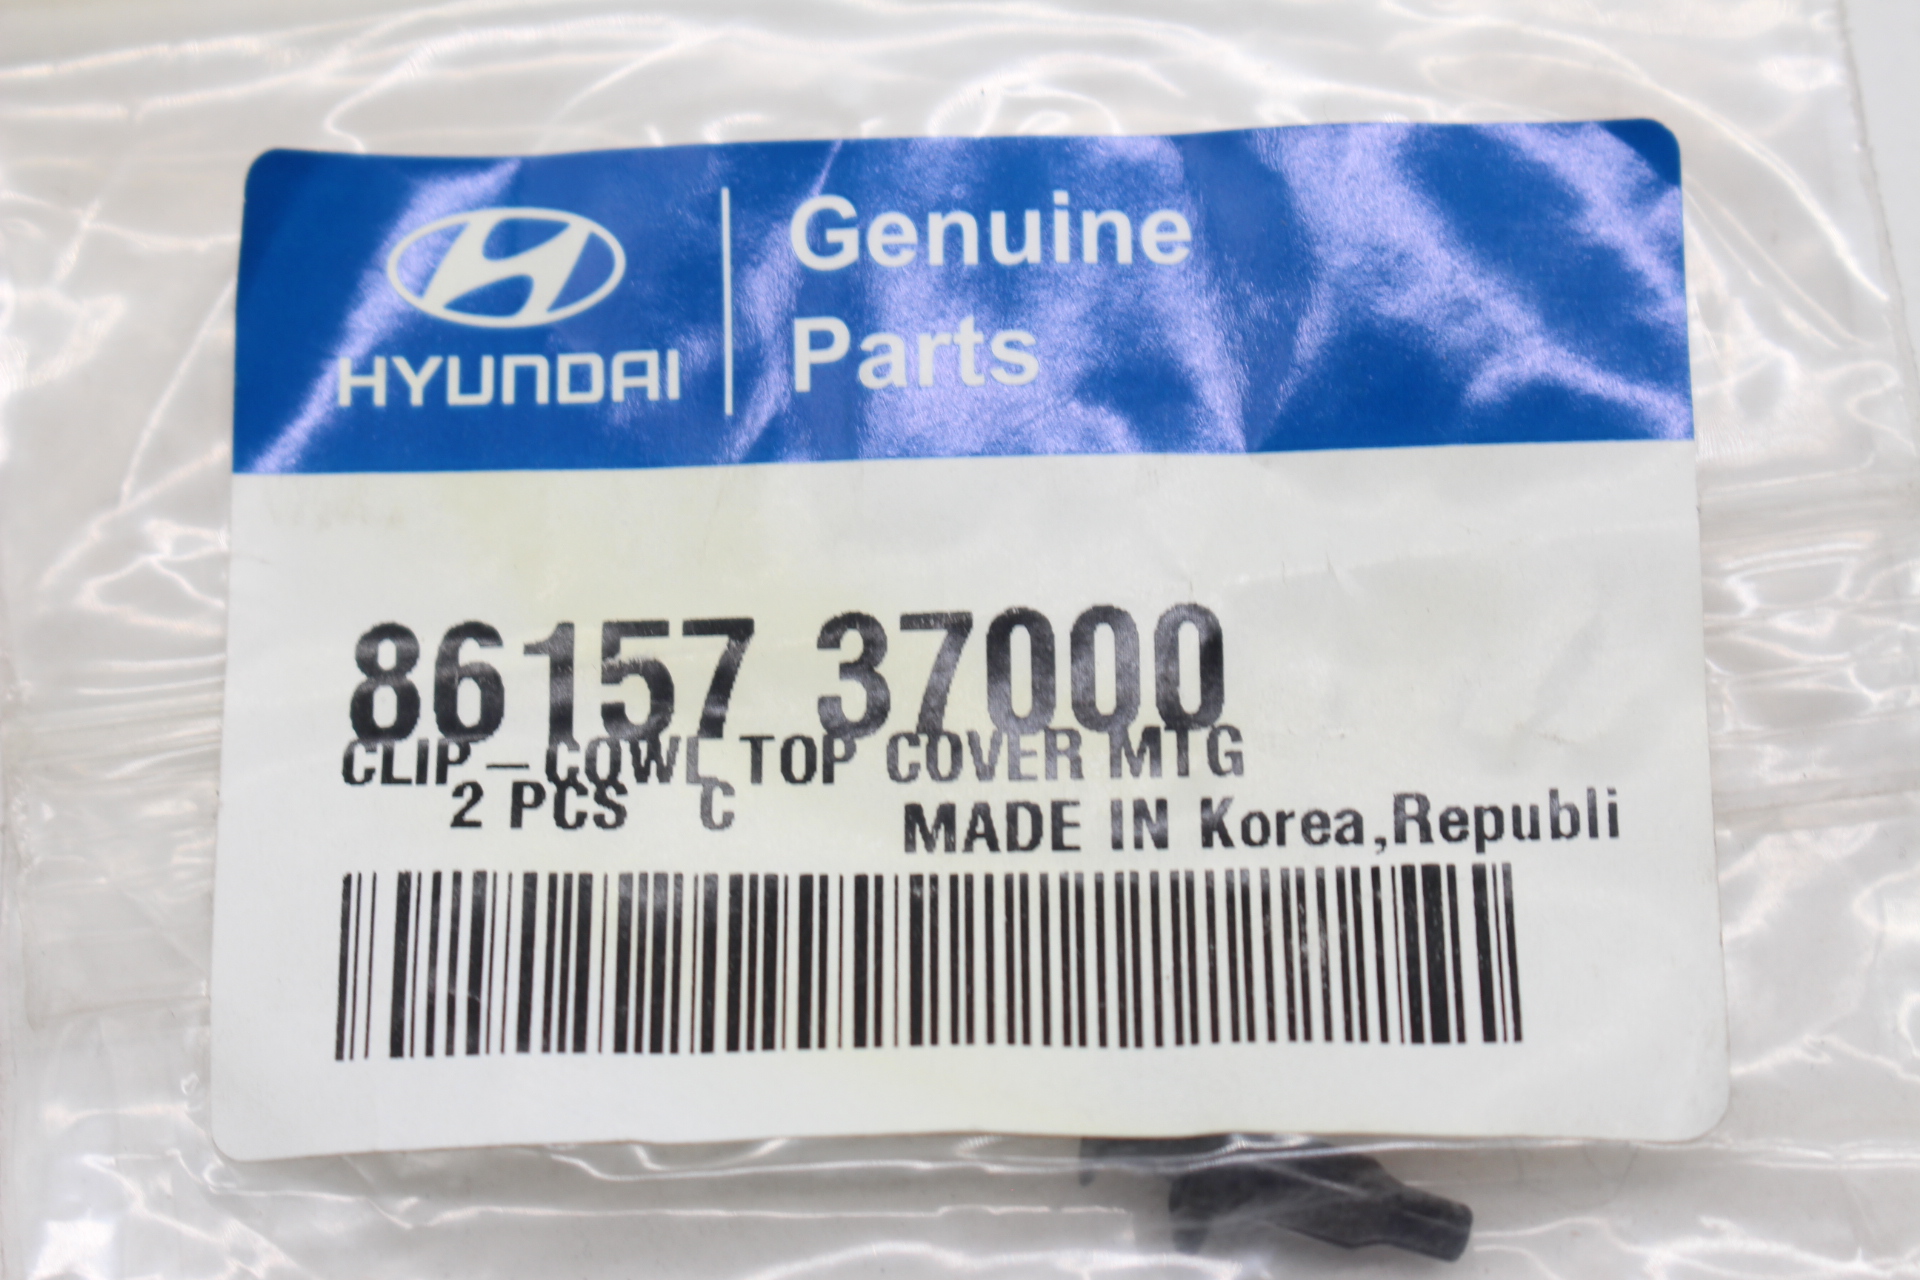 HYUNDAI
Genuine
Parts
86157 37000
CLIP-COWL TOP COVER MTG
2 PCS C
MADE IN Korea,Republi